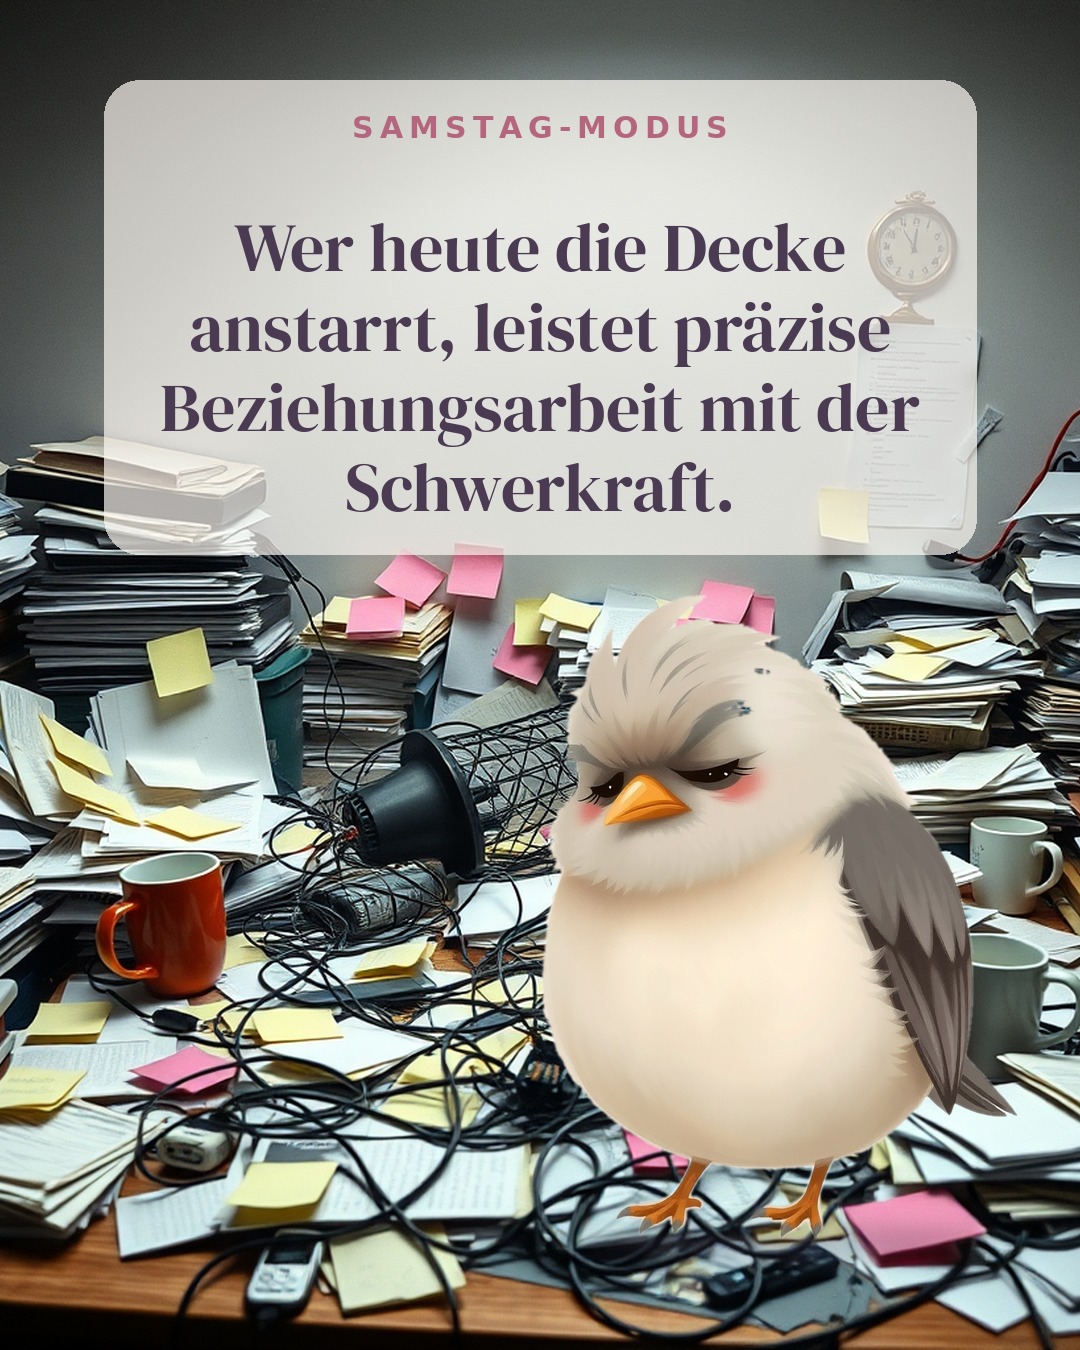 SAMSTAG-MODUS
Wer heute die Decke
anstarrt, leistet präzise
Beziehungsarbeit mit der
Schwerkraft.